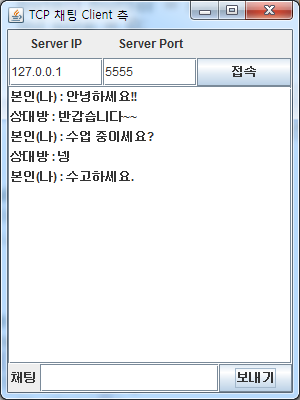 TCP 채팅 Client 측
Server IP Server Port
127.0.0.1 5555 접속
본인(나) : 안녕하세요!!
상대방 : 반갑습니다~~
본인(나) : 수업 중이세요?
상대방 : 넹
본인(나) : 수고하세요.
채팅 보내기